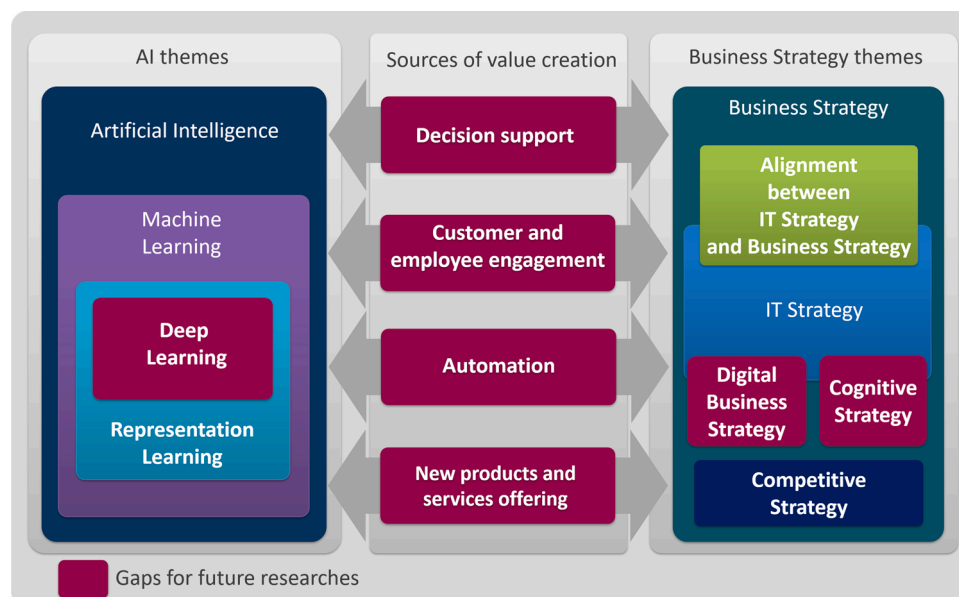 AI themes
Artificial Intelligence
Machine
Learning
Deep
Learning
Representation
Learning
Sources of value creation
Decision support
Customer and
employee engagement
Automation
New products and
services offering
Business Strategy themes
Business Strategy
Alignment
between
IT Strategy
and Business Strategy
IT Strategy
Digital
Business
Strategy
Cognitive
Strategy
Competitive
Strategy
Gaps for future researches